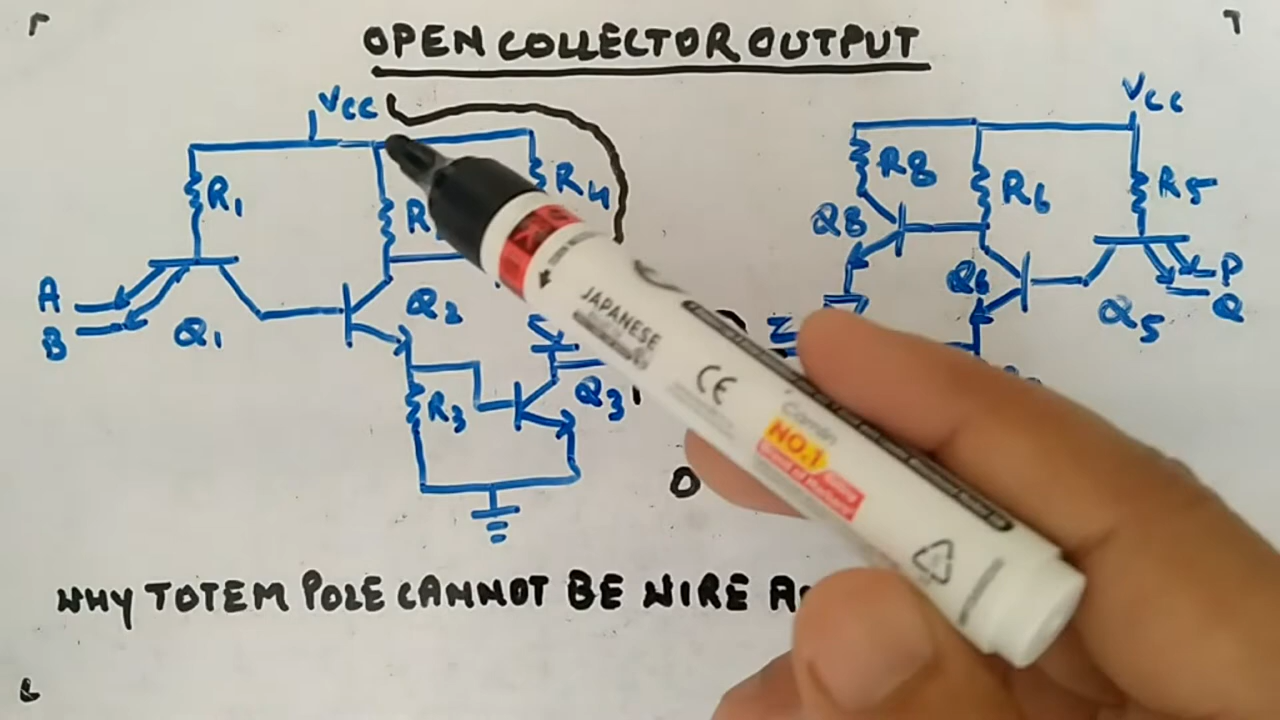 OPEN COLLECTOR OUTPUT
VCC
VCC
R1
R4
R8
R6
R5
Q8
A
B
Q1
Q2
Q6
Q5
P
Q
Z
R3
Q3
JAPANESE
CE
Camlin
NO.1
O
WHY TOTEM POLE CANNOT BE WIRE